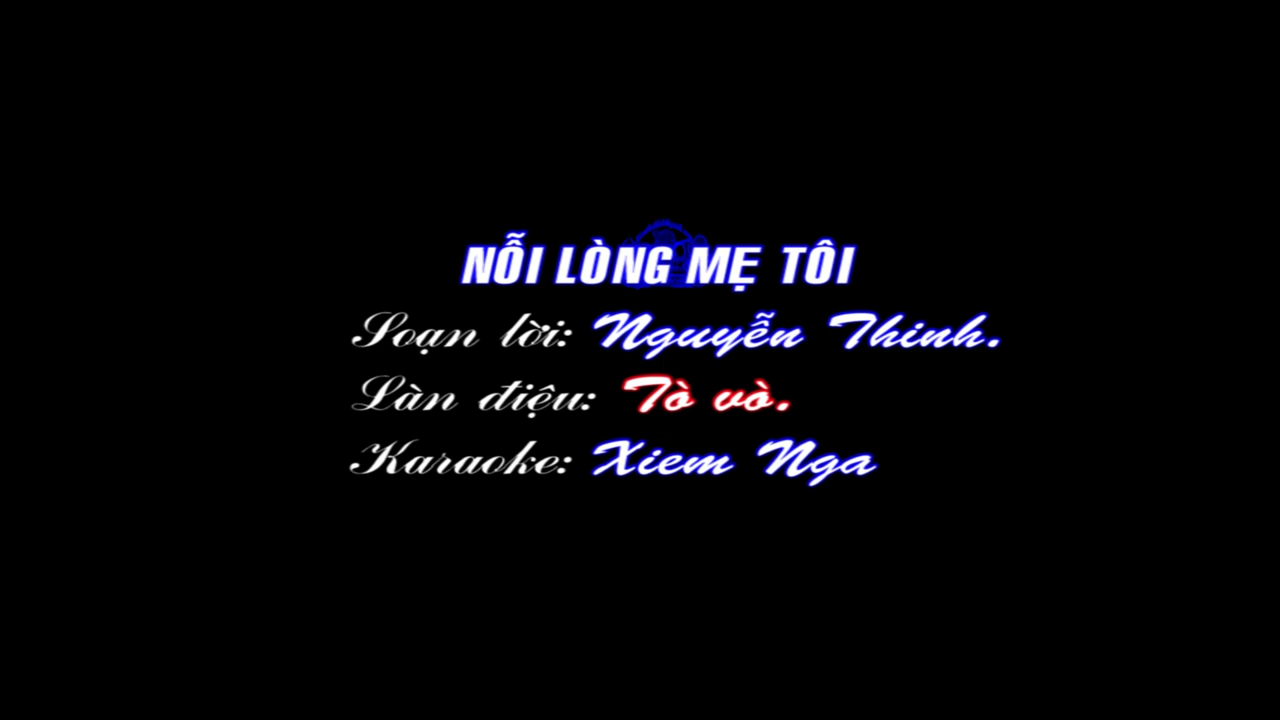 NỖI LÒNG MẸ TÔI
Soạn lời: Nguyễn Thinh.
Làn điệu: Tò vò.
Karaoke: Xiem Nga